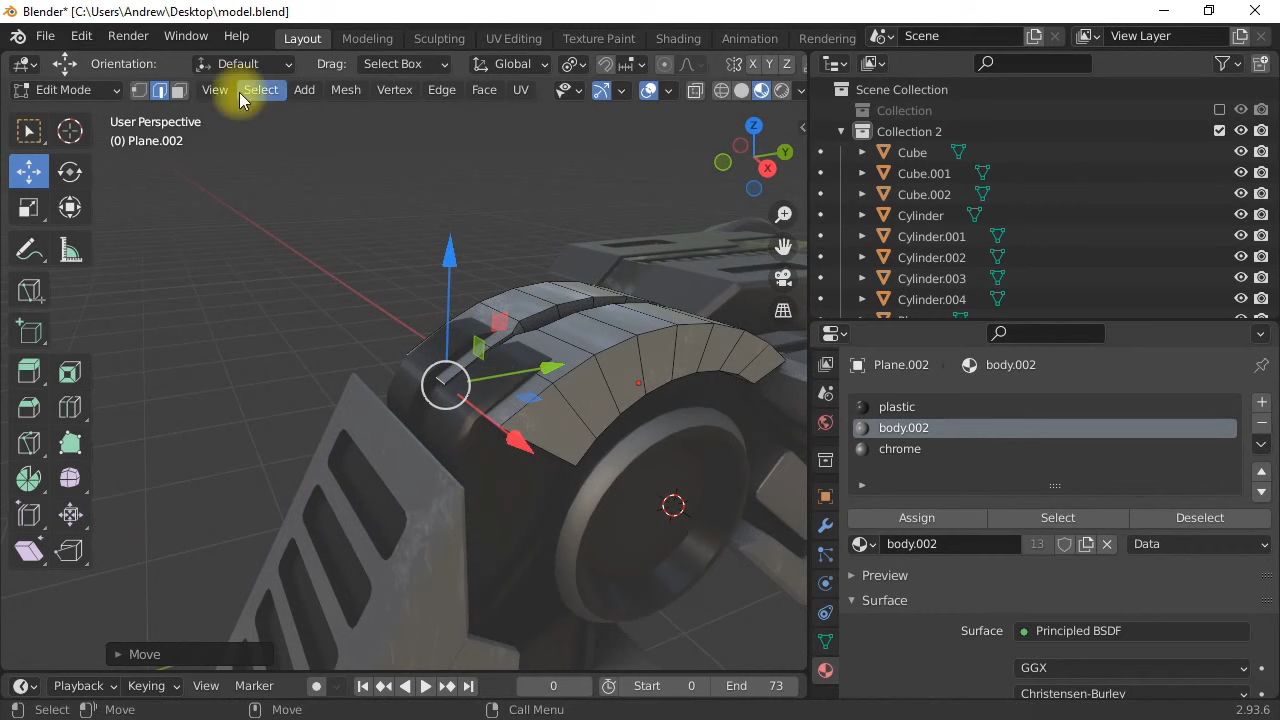 Blender* [C:\Users\Andrew\Desktop\model.blend]
File Edit Render Window Help Layout Modeling Sculpting UV Editing Texture Paint Shading Animation Rendering Scene View Layer
Orientation: Default Drag: Select Box Global X Y Z
Edit Mode View Select Add Mesh Vertex Edge Face UV
User Perspective
(0) Plane.002
Z
Y
X
Move
Playback Keying View Marker 0 Start 0 End 73
Select Move Move Call Menu 2.93.6
Scene Collection
Collection
Collection 2
Cube
Cube.001
Cube.002
Cylinder
Cylinder.001
Cylinder.002
Cylinder.003
Cylinder.004
Plane.002 body.002
plastic
body.002
chrome
Assign Select Deselect
body.002 13 Data
Preview
Surface
Surface Principled BSDF
GGX
Christensen-Burley